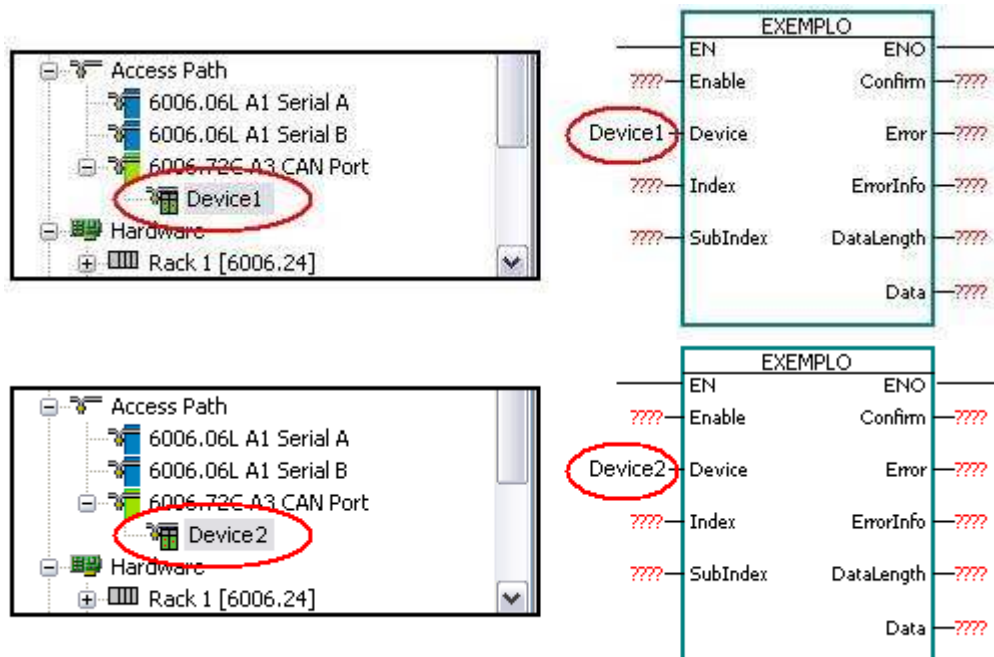 Access Path
6006.06L A1 Serial A
6006.06L A1 Serial B
6006.72C A3 CAN Port
Device1
Hardware
Rack 1 [6006.24]
EXEMPLO
EN ENO
???? Enable Confirm ????
Device1 Device Error ????
???? Index ErrorInfo ????
???? SubIndex DataLength ????
Data ????
Access Path
6006.06L A1 Serial A
6006.06L A1 Serial B
6006.72C A3 CAN Port
Device2
Hardware
Rack 1 [6006.24]
EXEMPLO
EN ENO
???? Enable Confirm ????
Device2 Device Error ????
???? Index ErrorInfo ????
???? SubIndex DataLength ????
Data ????